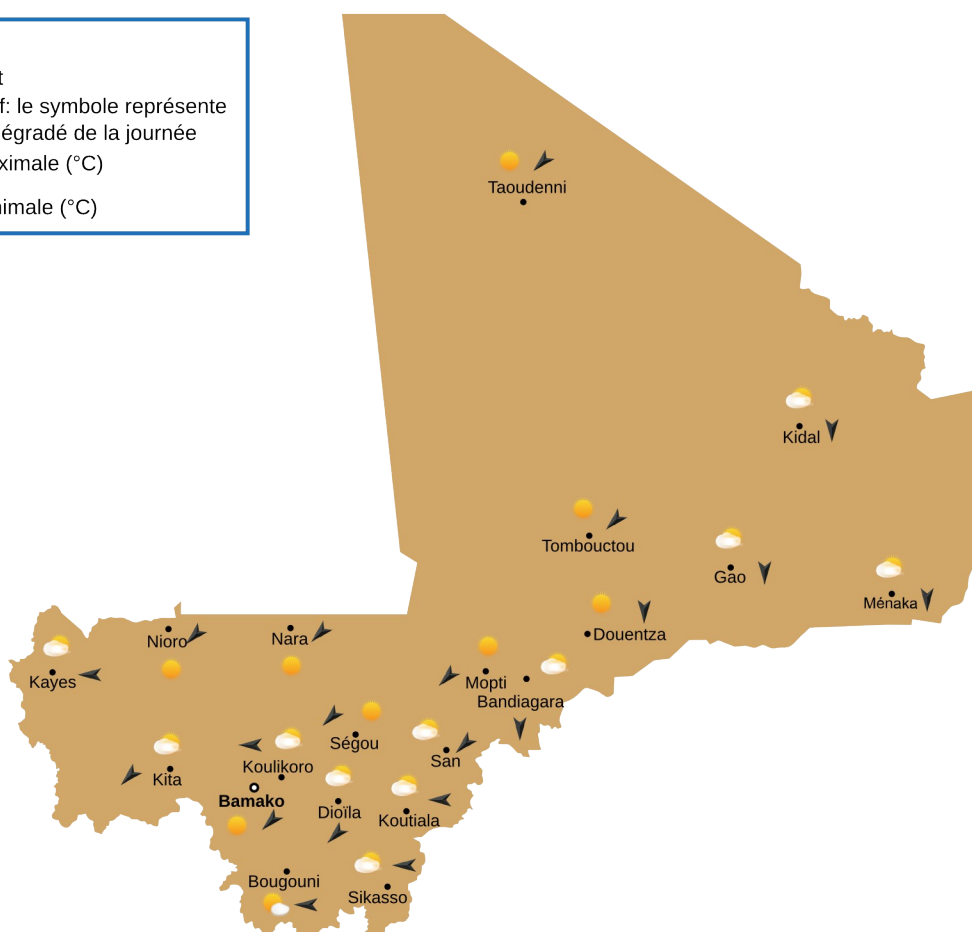 t
f: le symbole représente
égradé de la journée
ximale (°C)
nimale (°C)
Taoudenni
Kidal
Tombouctou
Gao
Ménaka
Douentza
Nioro
Nara
Kayes
Mopti
Bandiagara
Ségou
San
Koulikoro
Kita
Bamako
Dioïla
Koutiala
Bougouni
Sikasso